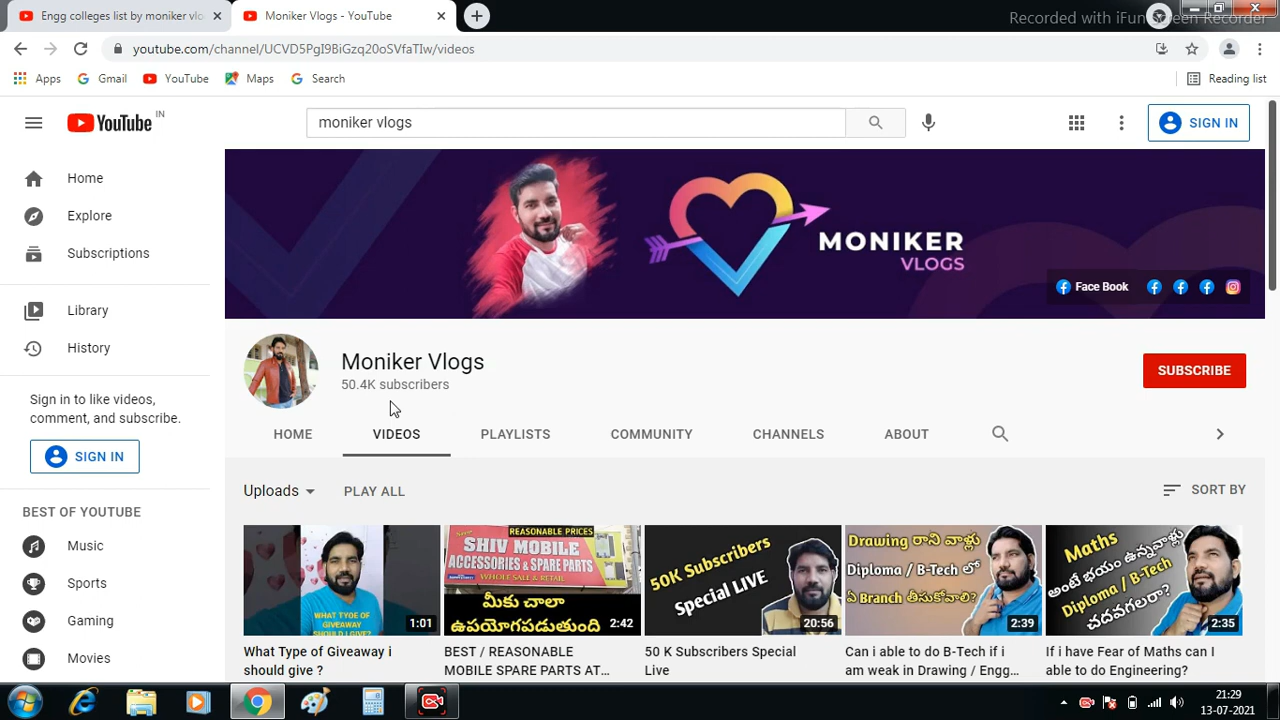 Engg colleges list by moniker vlo
Moniker Vlogs - YouTube
Recorded with iFun Screen Recorder
youtube.com/channel/UCVD5PgI9BiGzq20oSVfaTIw/videos
Apps
Gmail
YouTube
Maps
Search
Reading list
YouTube IN
moniker vlogs
SIGN IN
Home
Explore
Subscriptions
Library
History
Sign in to like videos,
comment, and subscribe.
SIGN IN
BEST OF YOUTUBE
Music
Sports
Gaming
Movies
MONIKER
VLOGS
Face Book
Moniker Vlogs
50.4K subscribers
SUBSCRIBE
HOME
VIDEOS
PLAYLISTS
COMMUNITY
CHANNELS
ABOUT
Uploads
PLAY ALL
SORT BY
WHAT TYOE OF
GIVEAWAY
SHOULD I GIVE?
1:01
What Type of Giveaway i
should give ?
REASONABLE PRICES
SHIV MOBILE
ACCESSORIES & SPARE PARTS
WHOLE SALE & RETAIL
మీకు చాలా
ఉపయోగపడుతుంది
2:42
BEST / REASONABLE
MOBILE SPARE PARTS AT...
50K Subscribers
Special LIVE
20:56
50 K Subscribers Special
Live
Drawing రాని వాళ్లు
Diploma / B-Tech లో
ఏ Branch తీసుకోవాలి?
2:39
Can i able to do B-Tech if i
am weak in Drawing / Engg...
Maths
అంటే భయం ఉన్నవాళ్లు
Diploma / B-Tech
చదవగలరా?
2:35
If i have Fear of Maths can I
able to do Engineering?
21:29
13-07-2021